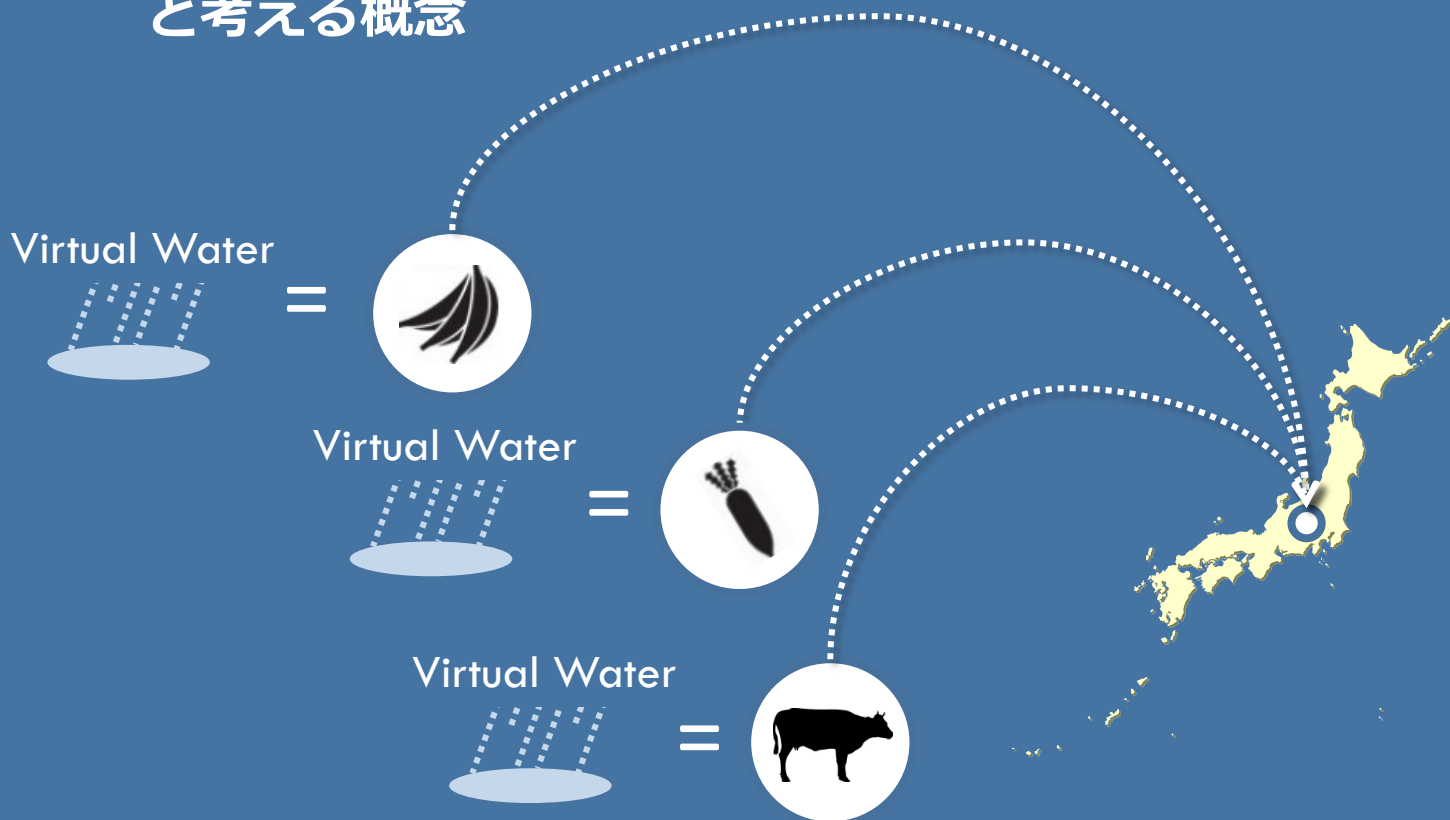 と考える概念
Virtual Water
=
Virtual Water
=
Virtual Water
=